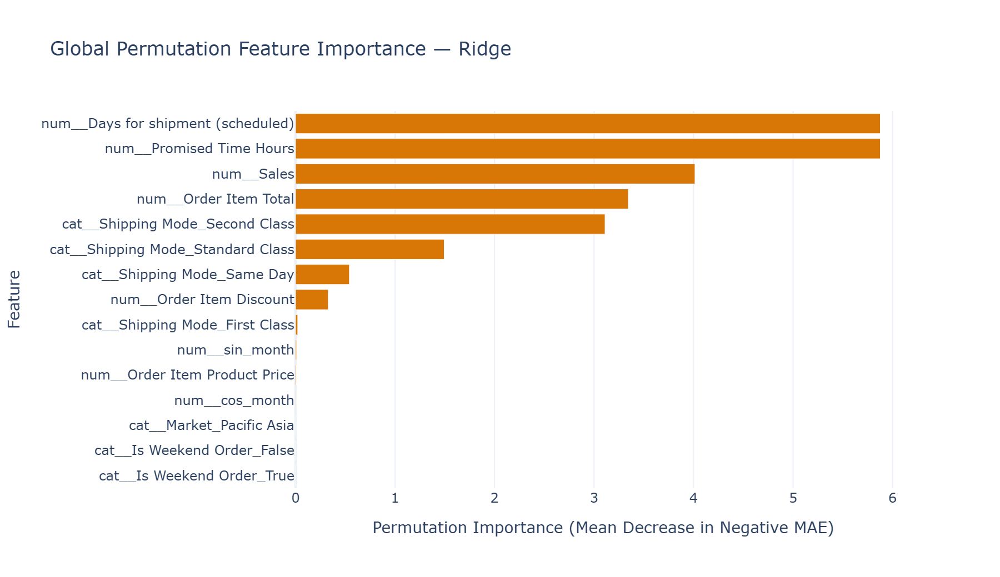 Global Permutation Feature Importance — Ridge
num__Days for shipment (scheduled)
num__Promised Time Hours
num__Sales
num__Order Item Total
cat__Shipping Mode_Second Class
cat__Shipping Mode_Standard Class
cat__Shipping Mode_Same Day
num__Order Item Discount
cat__Shipping Mode_First Class
num__sin_month
num__Order Item Product Price
num__cos_month
cat__Market_Pacific Asia
cat__Is Weekend Order_False
cat__Is Weekend Order_True
Feature
0 1 2 3 4 5 6
Permutation Importance (Mean Decrease in Negative MAE)